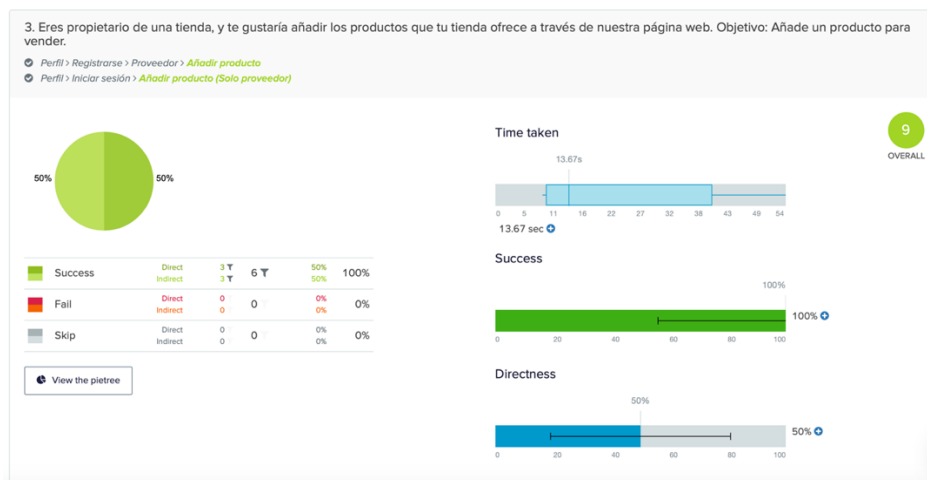 3. Eres propietario de una tienda, y te gustaría añadir los productos que tu tienda ofrece a través de nuestra página web. Objetivo: Añade un producto para
vender.
Perfil > Registrarse > Proveedor > Añadir producto
Perfil > Iniciar sesión > Añadir producto (Solo proveedor)
9
OVERALL
50%
50%
Time taken
13.67s
0 5 11 16 22 27 32 38 43 49 54
13.67 sec
Success Direct 3 6 50% 100%
Indirect 3 50%
Fail Direct 0 0 0% 0%
Indirect 0 0%
Skip Direct 0 0 0% 0%
Indirect 0 0%
View the pietree
Success
100%
100%
0 20 40 60 80 100
Directness
50%
50%
0 20 40 60 80 100